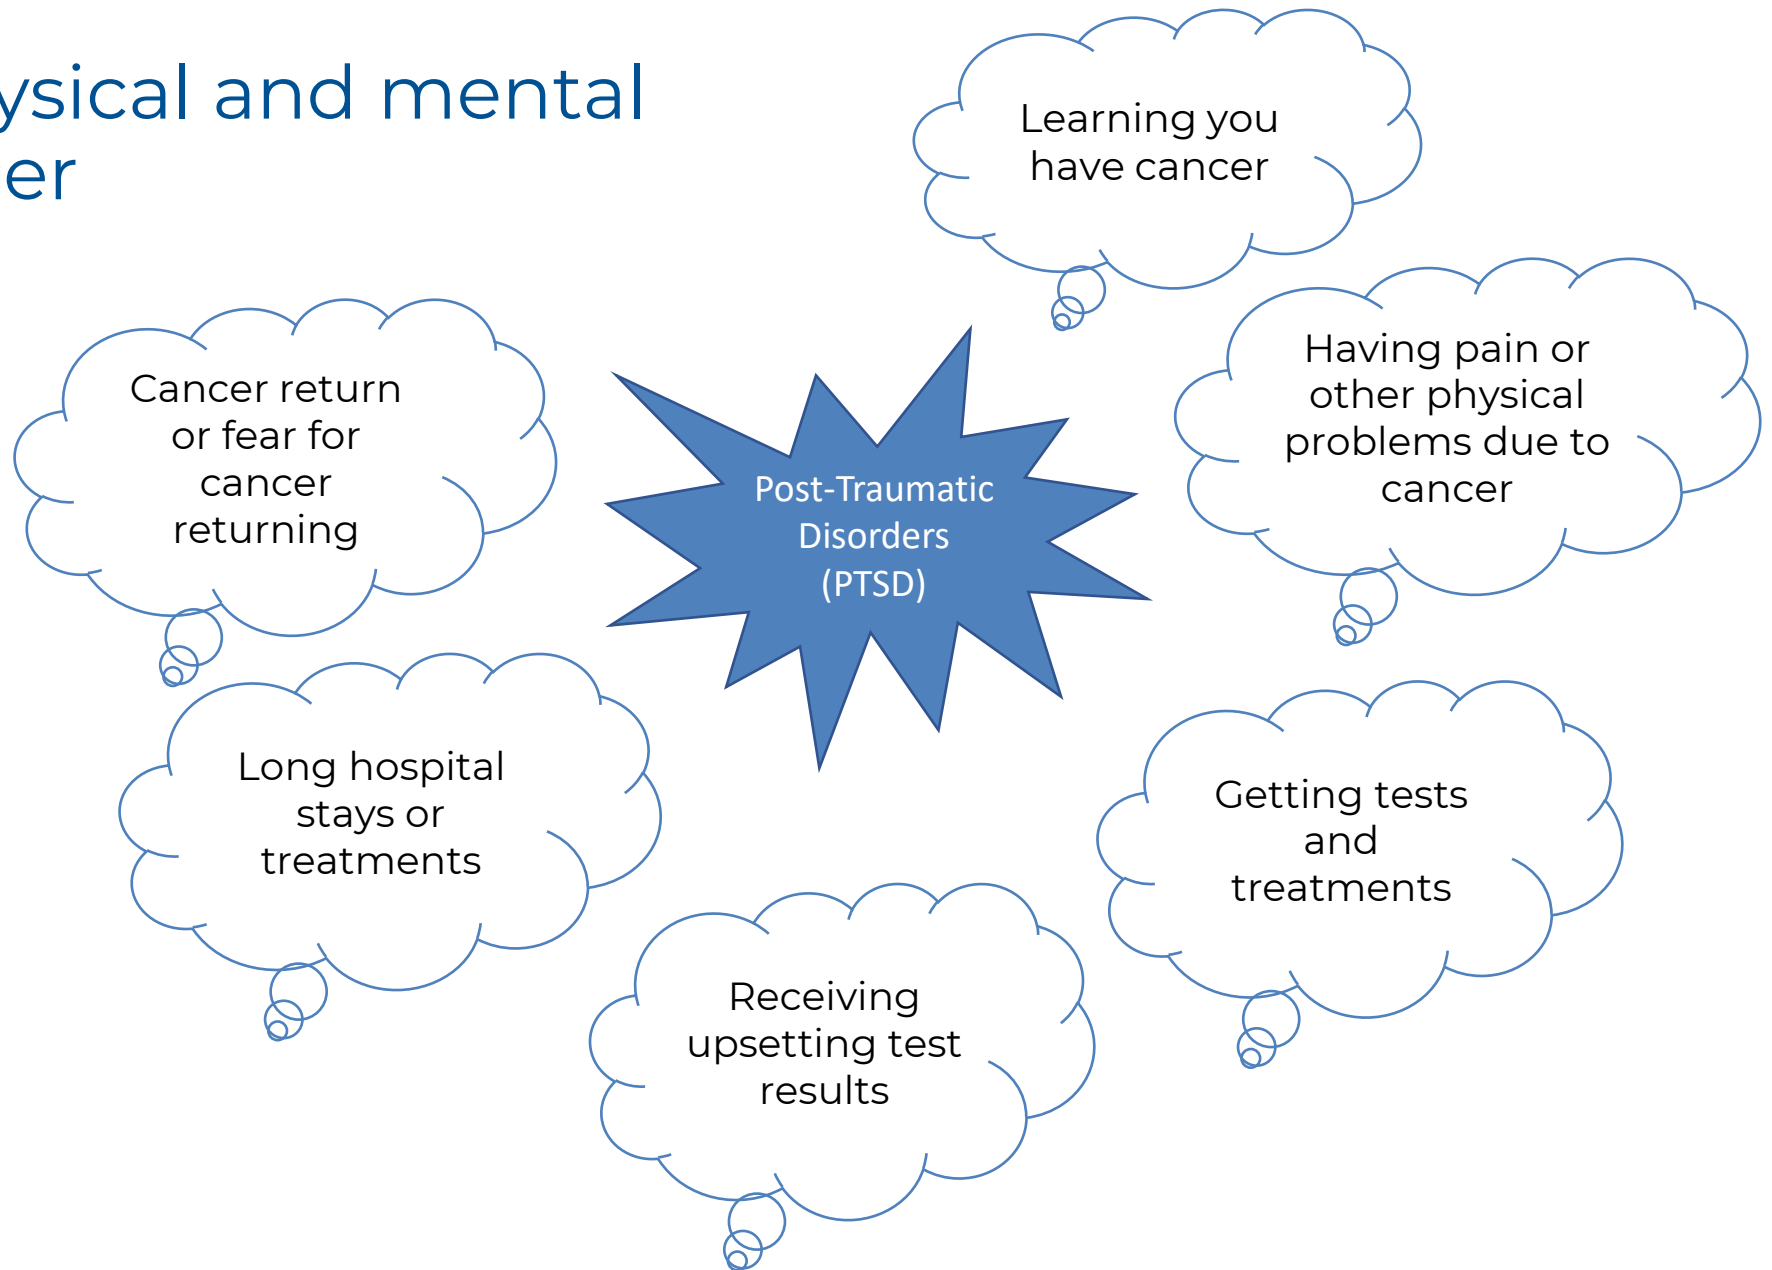 ysical and mental
er
Learning you
have cancer
Having pain or
other physical
problems due to
cancer
Cancer return
or fear for
cancer
returning
Post-Traumatic
Disorders
(PTSD)
Long hospital
stays or
treatments
Getting tests
and
treatments
Receiving
upsetting test
results